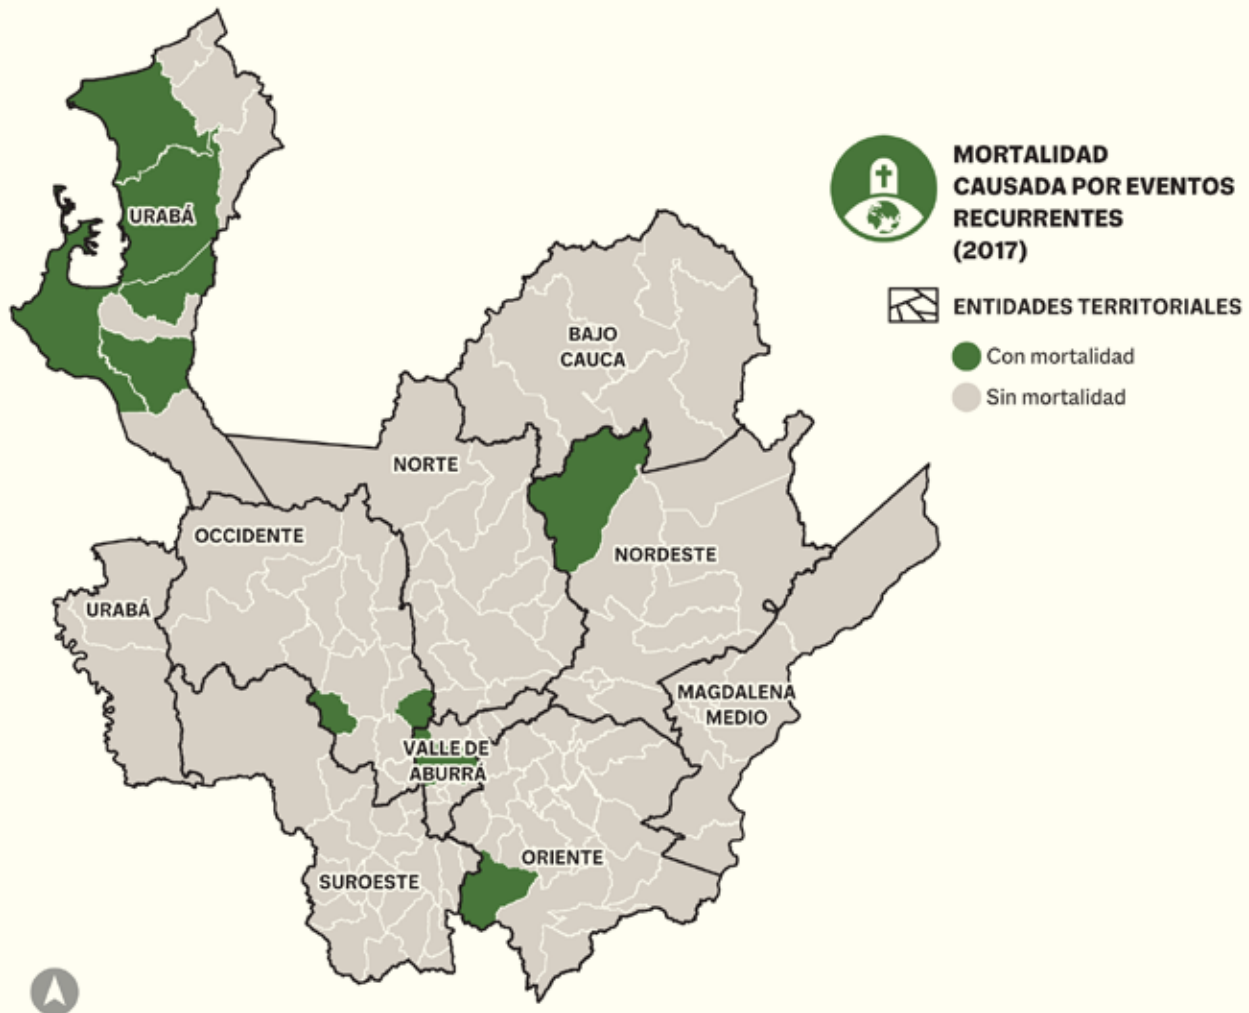 MORTALIDAD
CAUSADA POR EVENTOS
RECURRENTES
(2017)
ENTIDADES TERRITORIALES
Con mortalidad
Sin mortalidad
URABÁ
BAJO
CAUCA
NORTE
OCCIDENTE
NORDESTE
URABÁ
MAGDALENA
MEDIO
VALLE DE
ABURRÁ
ORIENTE
SUROESTE